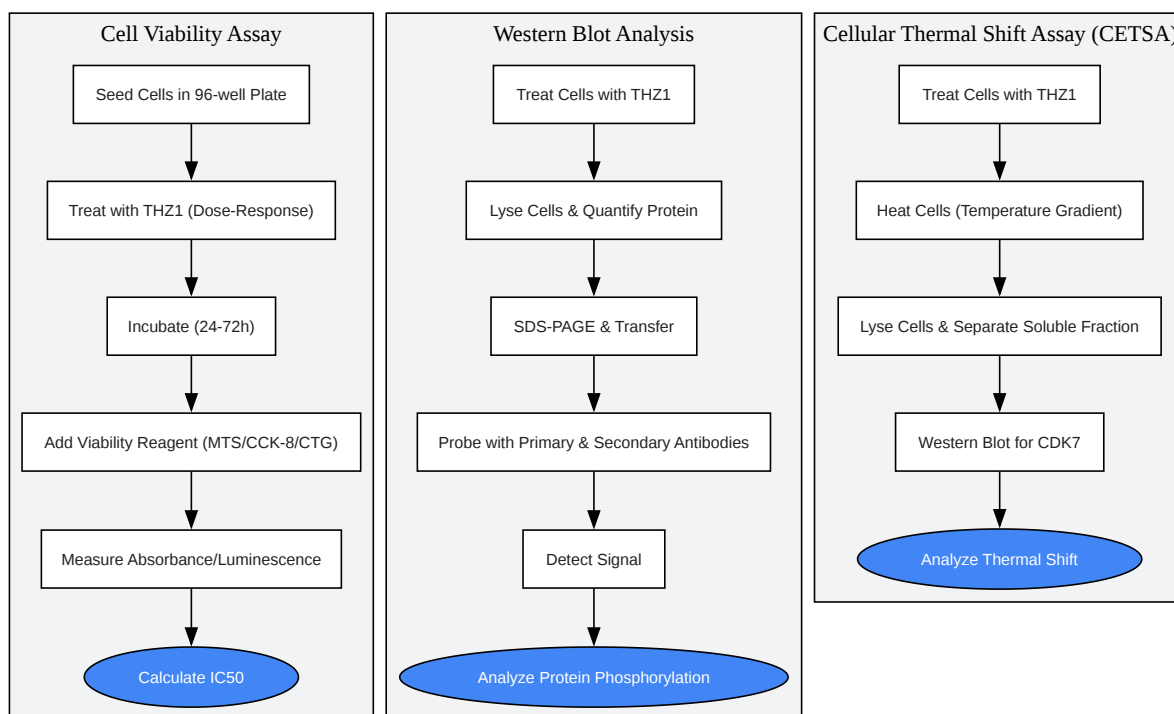 Cell Viability Assay
Seed Cells in 96-well Plate
Treat with THZ1 (Dose-Response)
Incubate (24-72h)
Add Viability Reagent (MTS/CCK-8/CTG)
Measure Absorbance/Luminescence
Calculate IC50
Western Blot Analysis
Treat Cells with THZ1
Lyse Cells & Quantify Protein
SDS-PAGE & Transfer
Probe with Primary & Secondary Antibodies
Detect Signal
Analyze Protein Phosphorylation
Cellular Thermal Shift Assay (CETSA)
Treat Cells with THZ1
Heat Cells (Temperature Gradient)
Lyse Cells & Separate Soluble Fraction
Western Blot for CDK7
Analyze Thermal Shift